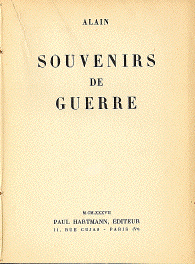 ALAIN
SOUVENIRS
DE
GUERRE
M.CM.XXXVII
PAUL HARTMANN, ÉDITEUR
11, RUE CUJAS - PARIS (Ve)